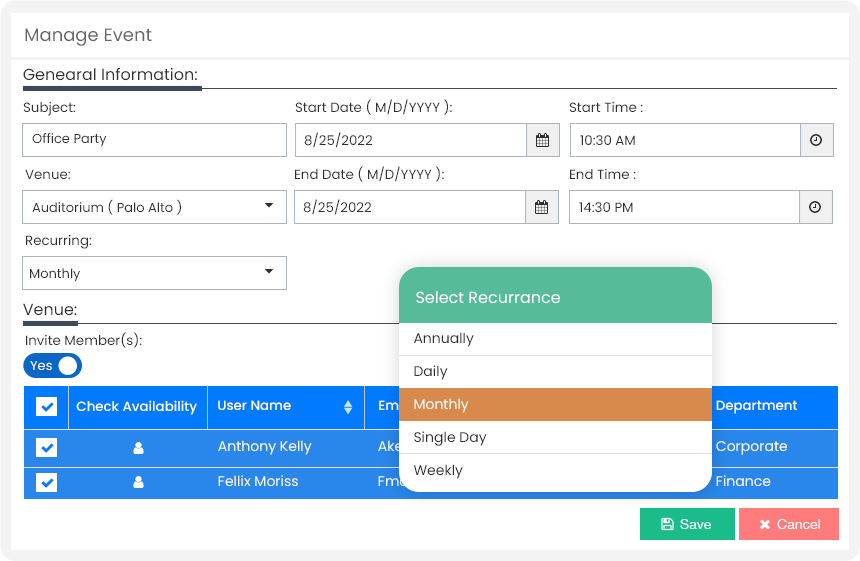 Manage Event
Genearal Information:
Subject: Start Date ( M/D/YYYY ): Start Time :
Office Party 8/25/2022 10:30 AM
Venue: End Date ( M/D/YYYY ): End Time :
Auditorium ( Palo Alto ) 8/25/2022 14:30 PM
Recurring:
Monthly
Select Recurrance
Annually
Daily
Monthly
Single Day
Weekly
Venue:
Invite Member(s):
Yes
Check Availability User Name Em Department
Anthony Kelly Ake Corporate
Fellix Moriss Fm Finance
Save Cancel